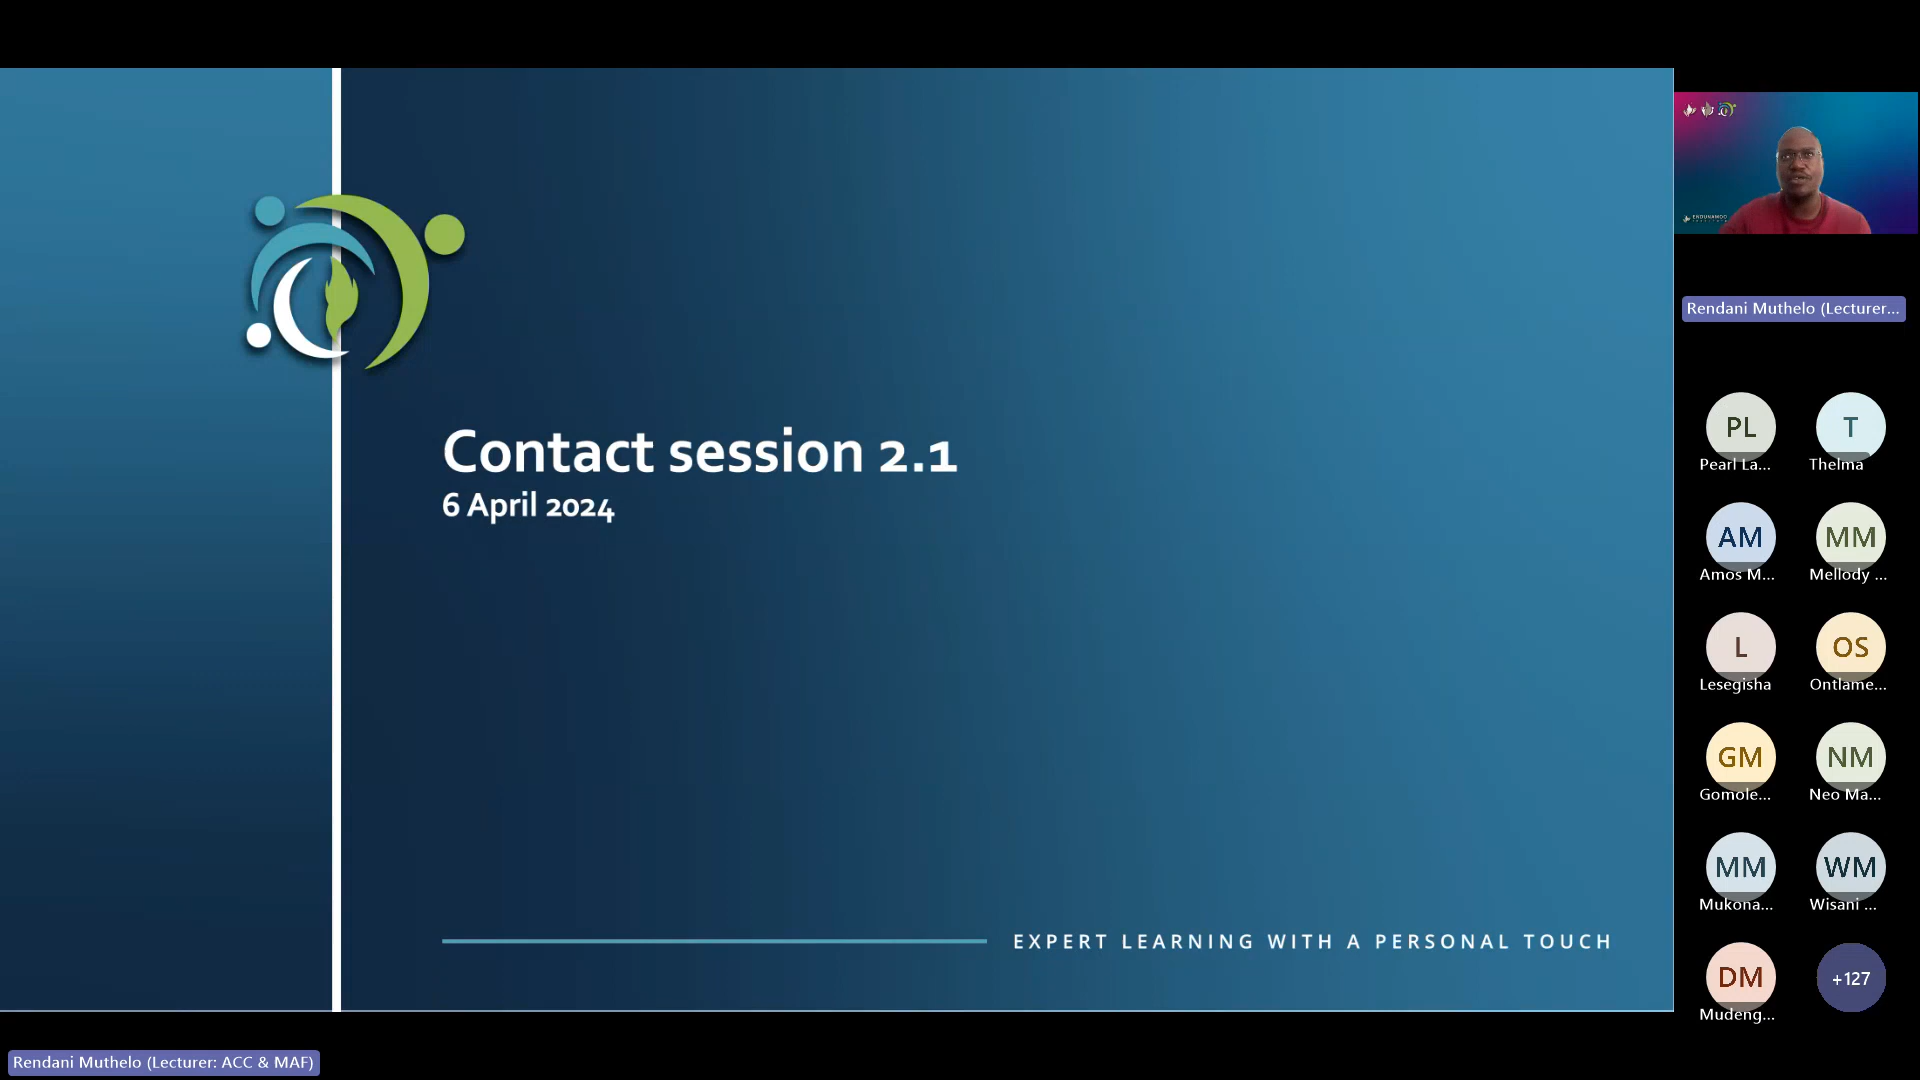 Contact session 2.1
6 April 2024
EXPERT LEARNING WITH A PERSONAL TOUCH
Rendani Muthelo (Lecturer: ACC & MAF)
ENDUNAMOO
Rendani Muthelo (Lecturer...
PL
Pearl La...
T
Thelma
AM
Amos M...
MM
Mellody ...
L
Lesegisha
OS
Ontlame...
GM
Gomole...
NM
Neo Ma...
MM
Mukona...
WM
Wisani ...
DM
Mudeng...
+127